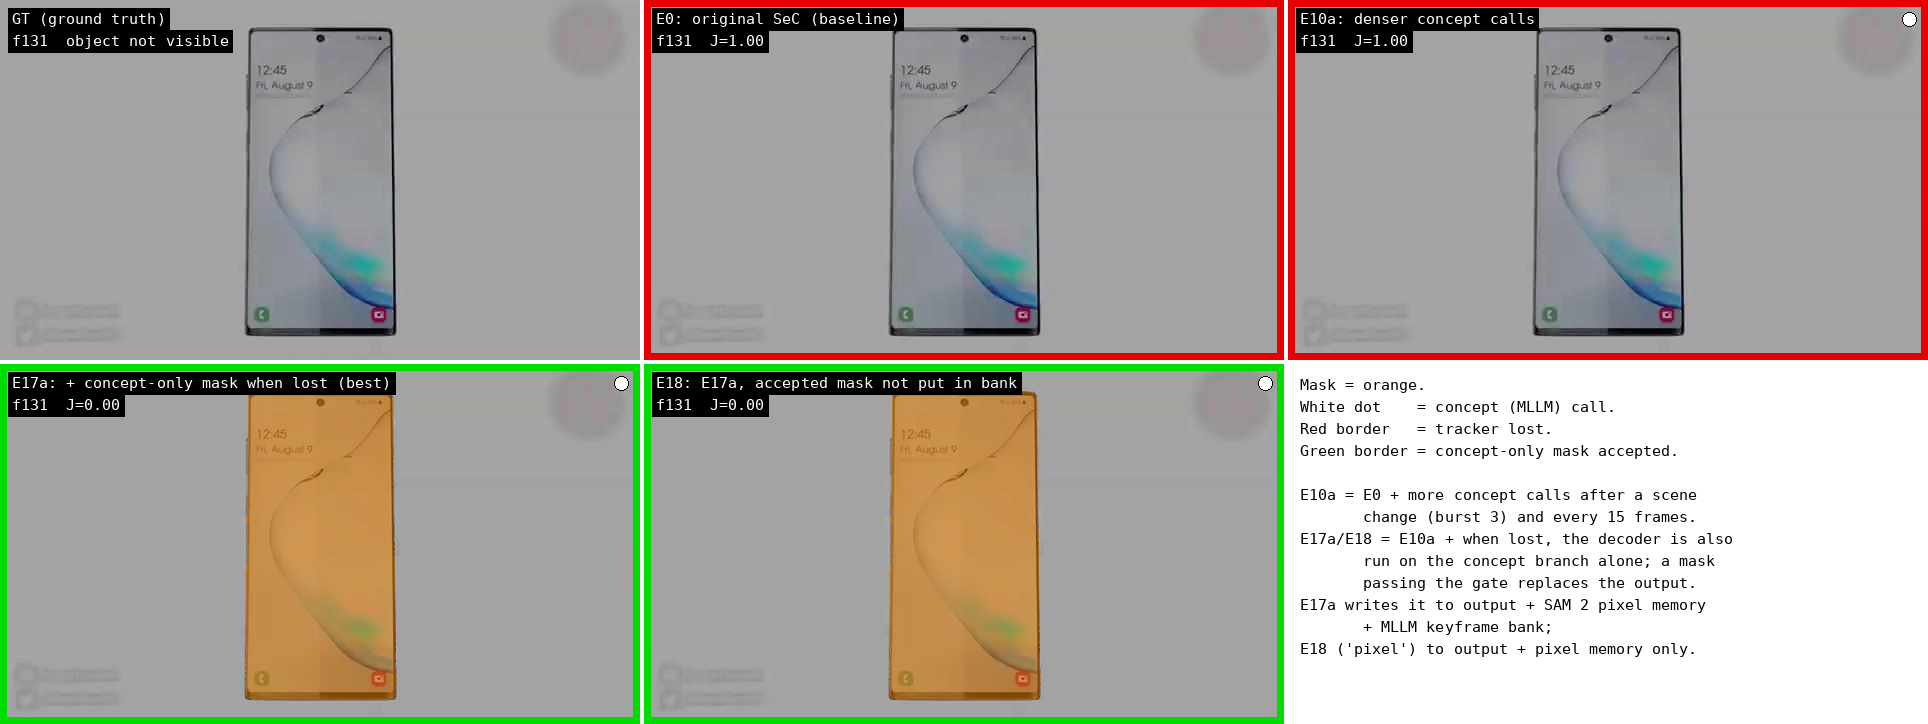 GT (ground truth)
f131 object not visible
12:45
Fri, August 9
E0: original SeC (baseline)
f131 J=1.00
12:45
Fri, August 9
E10a: denser concept calls
f131 J=1.00
12:45
Fri, August 9
E17a: + concept-only mask when lost (best)
f131 J=0.00
12:45
Fri, August 9
E18: E17a, accepted mask not put in bank
f131 J=0.00
12:45
Fri, August 9
Mask = orange.
White dot = concept (MLLM) call.
Red border = tracker lost.
Green border = concept-only mask accepted.
E10a = E0 + more concept calls after a scene
change (burst 3) and every 15 frames.
E17a/E18 = E10a + when lost, the decoder is also
run on the concept branch alone; a mask
passing the gate replaces the output.
E17a writes it to output + SAM 2 pixel memory
+ MLLM keyframe bank;
E18 ('pixel') to output + pixel memory only.